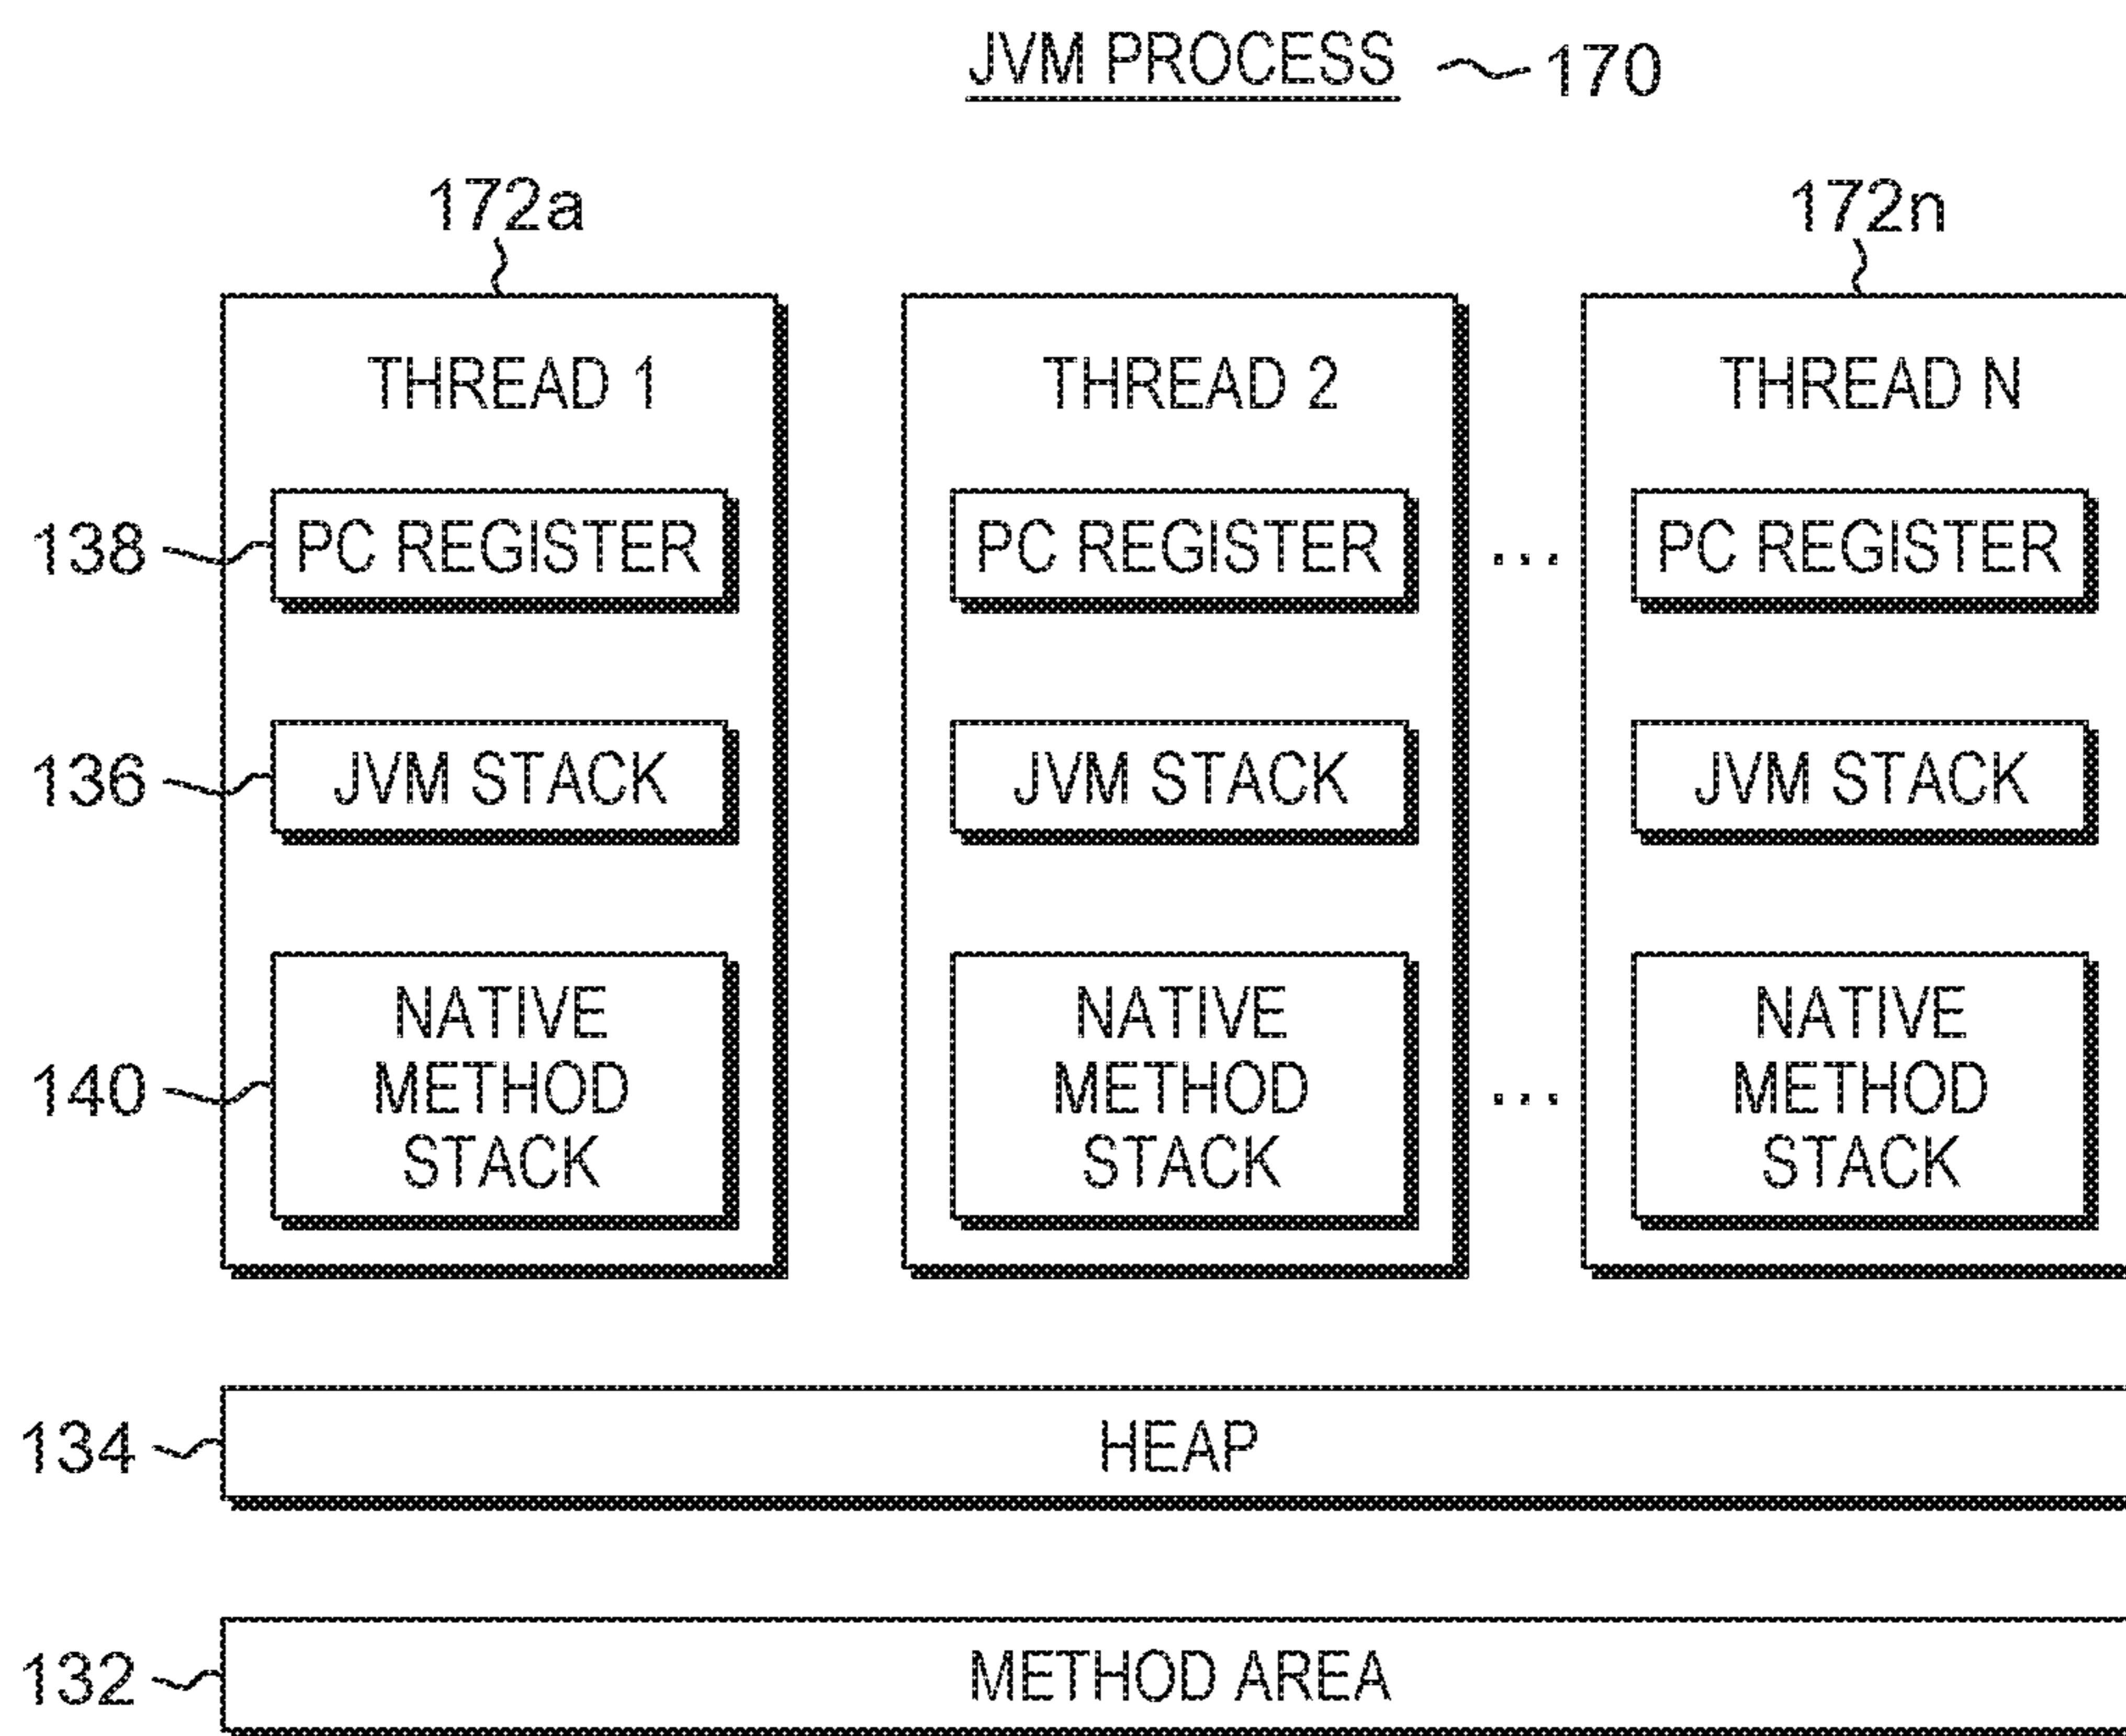 JVM PROCESS 170
172a 172n
THREAD 1 THREAD 2 THREAD N
138 PC REGISTER PC REGISTER ... PC REGISTER
136 JVM STACK JVM STACK JVM STACK
NATIVE NATIVE NATIVE
140 METHOD METHOD ... METHOD
STACK STACK STACK
134 HEAP
132 METHOD AREA